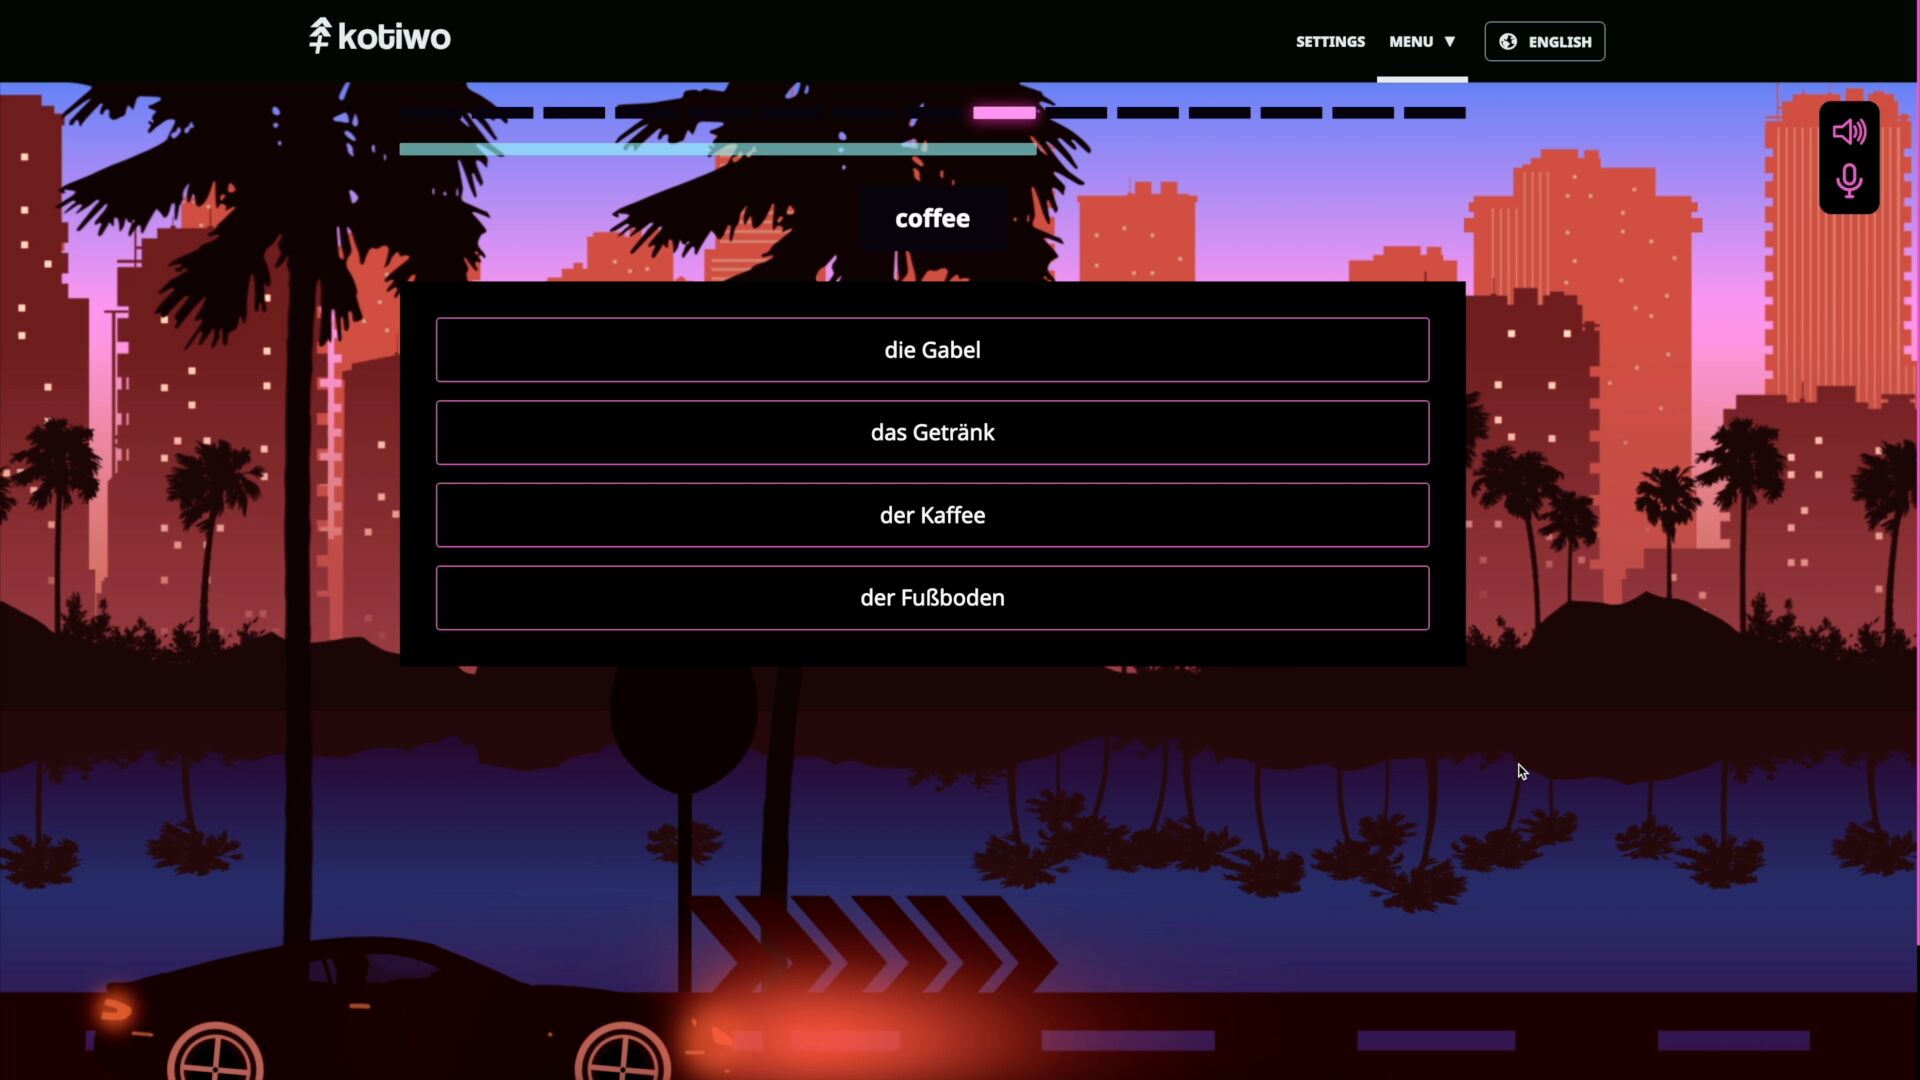 kotiwo
SETTINGS MENU ▼ ENGLISH
coffee
die Gabel
das Getränk
der Kaffee
der Fußboden